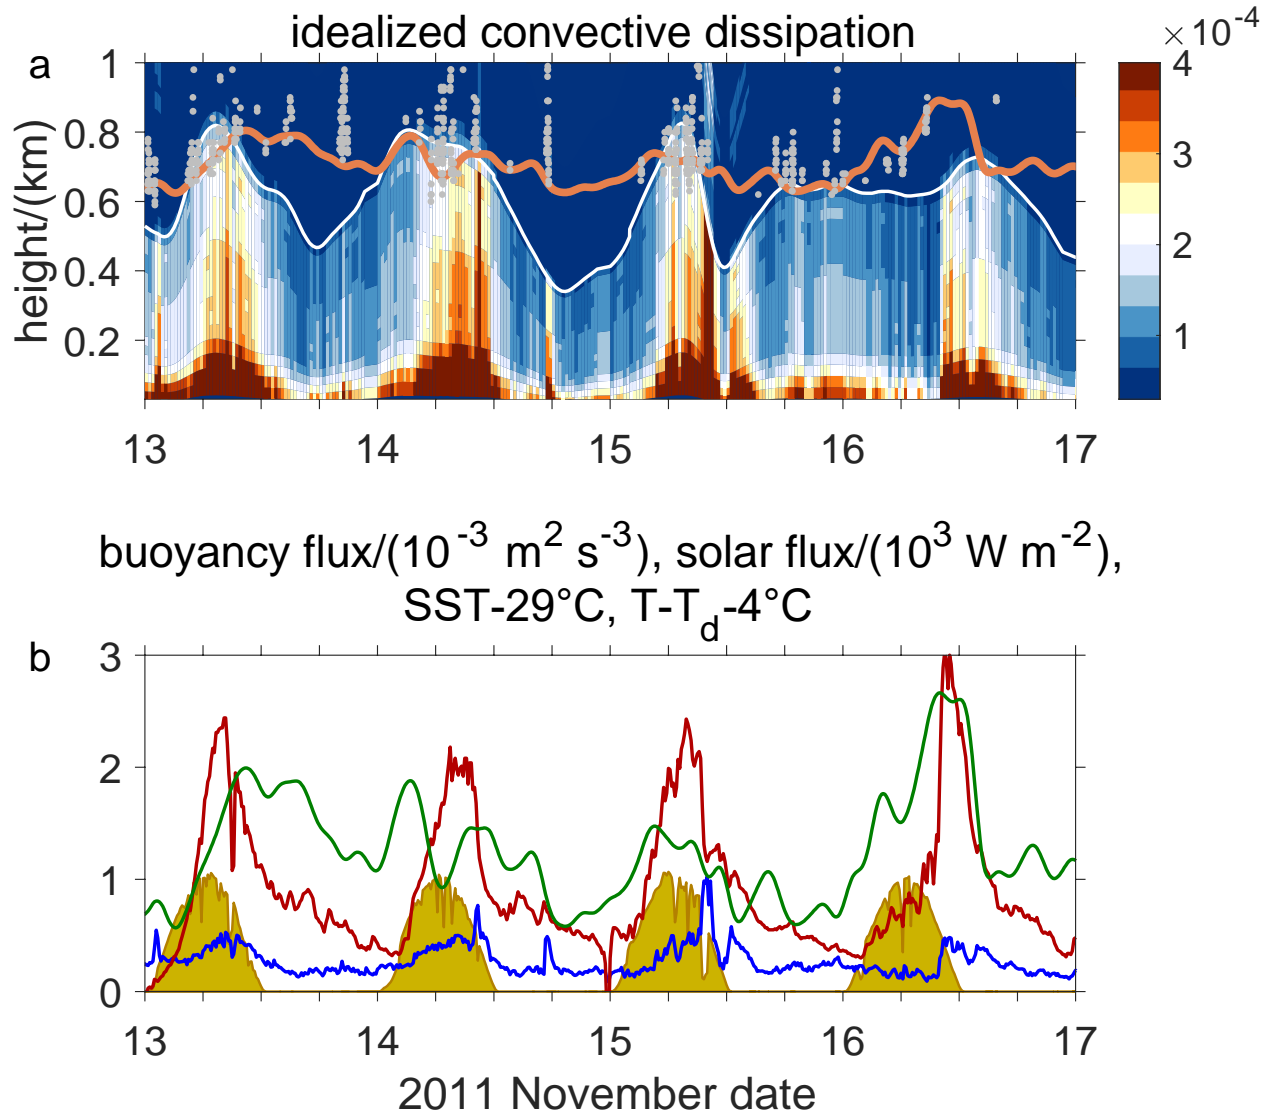 idealized convective dissipation
× 10⁻⁴
a
1
0.8
0.6
0.4
0.2
height/(km)
4
3
2
1
13 14 15 16 17
buoyancy flux/(10⁻³ m² s⁻³), solar flux/(10³ W m⁻²),
SST-29°C, T-T_d-4°C
b
3
2
1
0
13 14 15 16 17
2011 November date